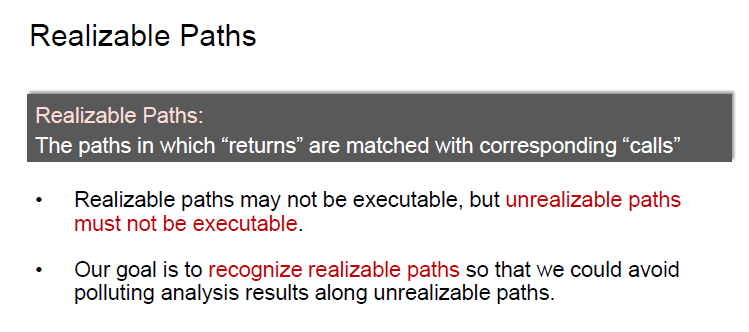 Realizable Paths
Realizable Paths:
The paths in which “returns” are matched with corresponding “calls”
• Realizable paths may not be executable, but unrealizable paths
must not be executable.
• Our goal is to recognize realizable paths so that we could avoid
polluting analysis results along unrealizable paths.